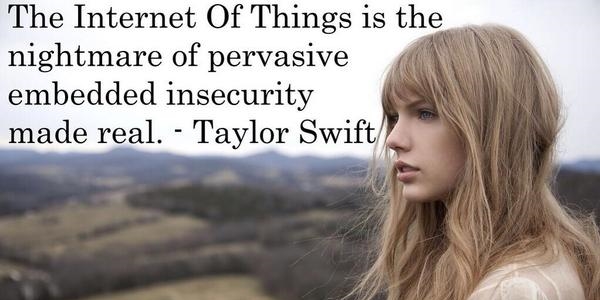 The Internet Of Things is the
nightmare of pervasive
embedded insecurity
made real. - Taylor Swift